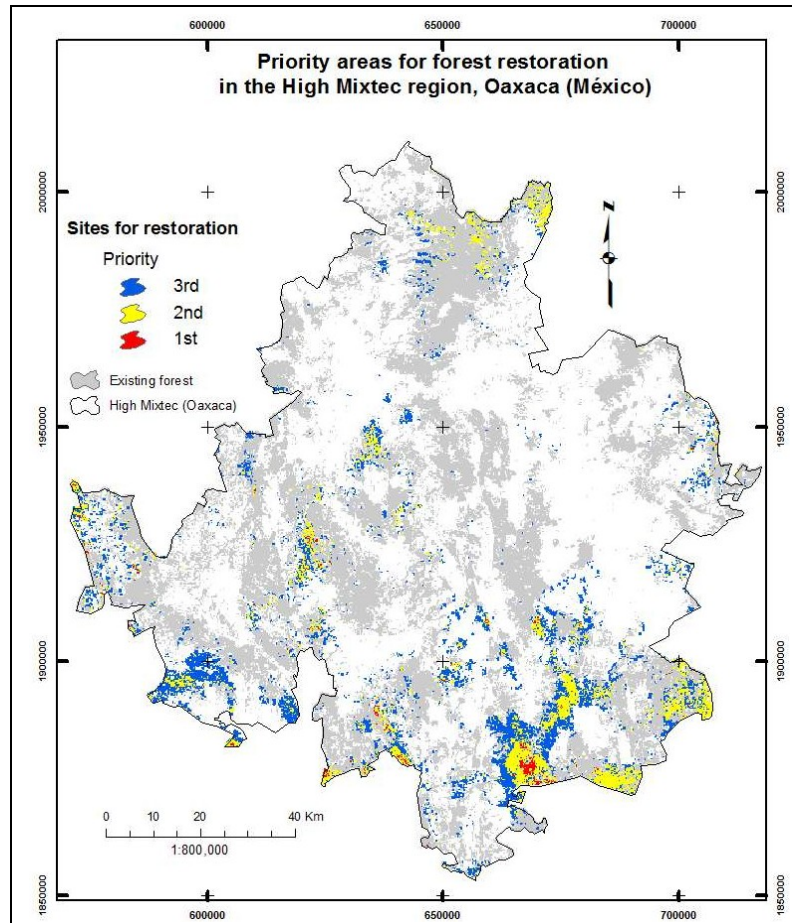 600000 650000 700000
Priority areas for forest restoration
in the High Mixtec region, Oaxaca (México)
2000000 2000000
N
Sites for restoration
Priority
3rd
2nd
1st
Existing forest
High Mixtec (Oaxaca)
1950000 1950000
1900000 1900000
0 10 20 40 Km
1:800,000
1850000 1850000
600000 650000 700000